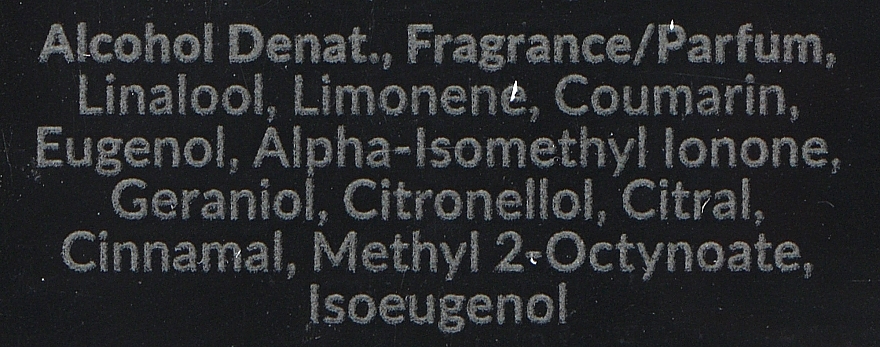 Alcohol Denat., Fragrance/Parfum,
Linalool, Limonene, Coumarin,
Eugenol, Alpha-Isomethyl Ionone,
Geraniol, Citronellol, Citral,
Cinnamal, Methyl 2-Octynoate,
Isoeugenol